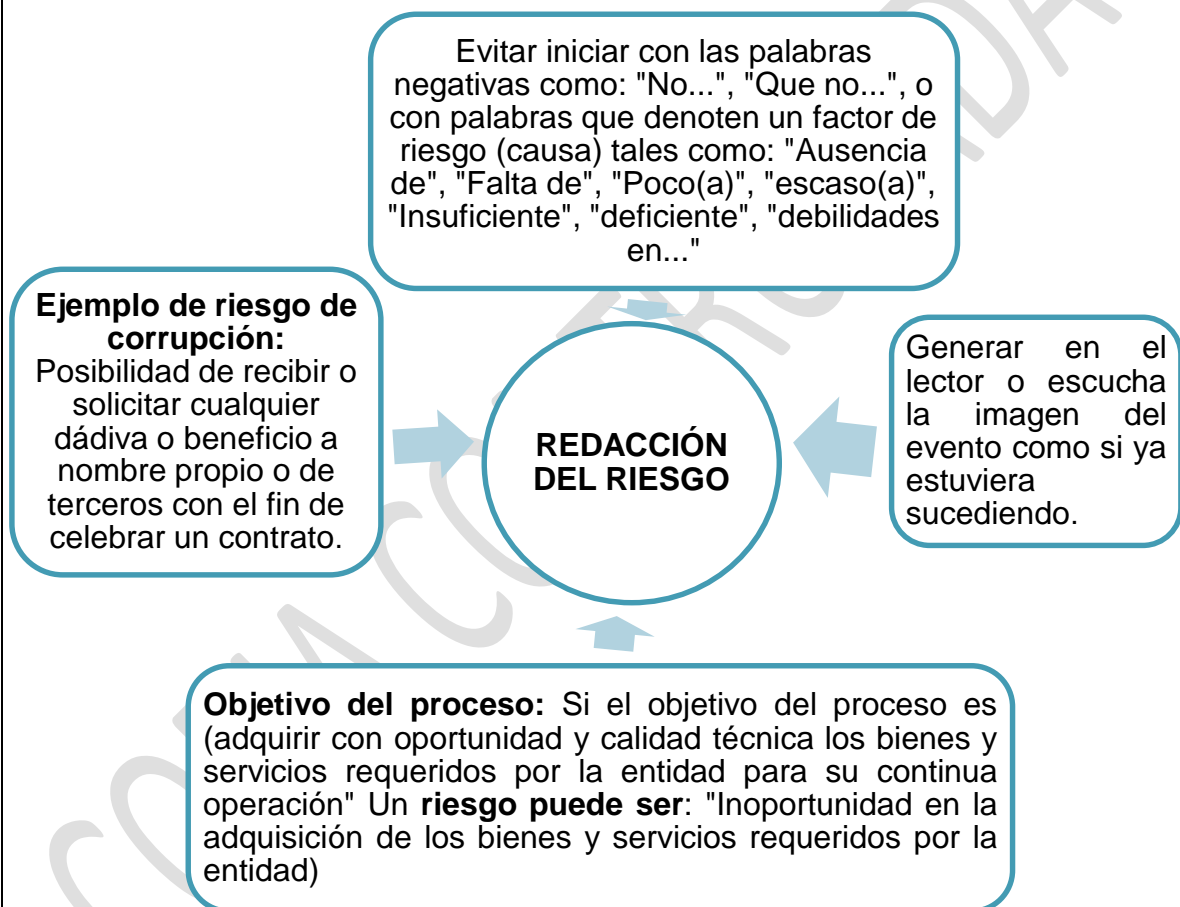 Evitar iniciar con las palabras
negativas como: "No...", "Que no...", o
con palabras que denoten un factor de
riesgo (causa) tales como: "Ausencia
de", "Falta de", "Poco(a)", "escaso(a)",
"Insuficiente", "deficiente", "debilidades
en..."
Ejemplo de riesgo de
corrupción:
Posibilidad de recibir o
solicitar cualquier
dádiva o beneficio a
nombre propio o de
terceros con el fin de
celebrar un contrato.
REDACCIÓN
DEL RIESGO
Generar en el
lector o escucha
la imagen del
evento como si ya
estuviera
sucediendo.
Objetivo del proceso: Si el objetivo del proceso es
(adquirir con oportunidad y calidad técnica los bienes y
servicios requeridos por la entidad para su continua
operación" Un riesgo puede ser: "Inoportunidad en la
adquisición de los bienes y servicios requeridos por la
entidad)